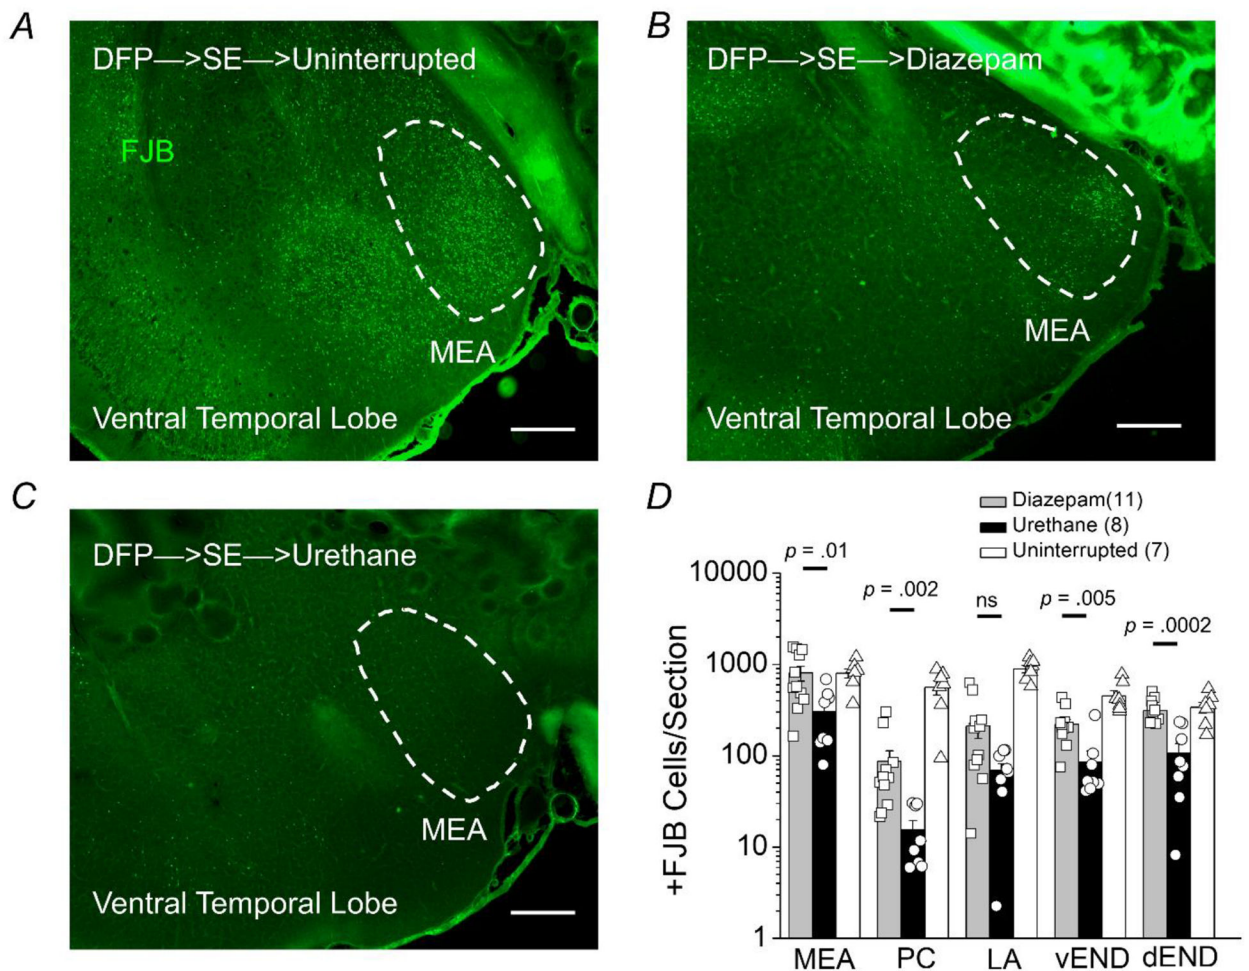 A
DFP—>SE—>Uninterrupted
FJB
MEA
Ventral Temporal Lobe
B
DFP—>SE—>Diazepam
MEA
Ventral Temporal Lobe
C
DFP—>SE—>Urethane
MEA
Ventral Temporal Lobe
D
Diazepam(11)
Urethane (8)
Uninterrupted (7)
p = .01
p = .002
ns
p = .005
p = .0002
+FJB Cells/Section
10000
1000
100
10
1
MEA PC LA vEND dEND